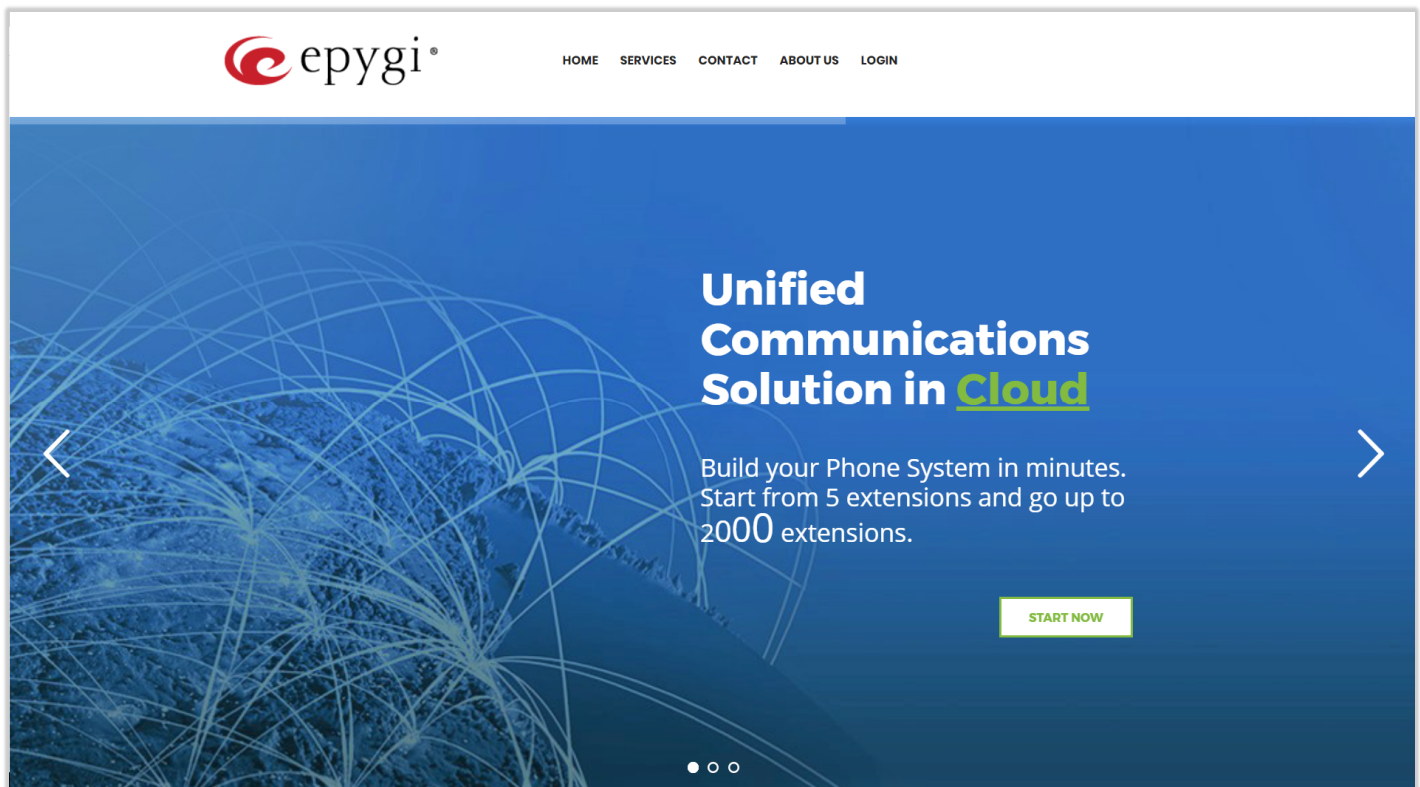 epygi®
HOME SERVICES CONTACT ABOUT US LOGIN
Unified
Communications
Solution in Cloud
Build your Phone System in minutes.
Start from 5 extensions and go up to
2000 extensions.
START NOW